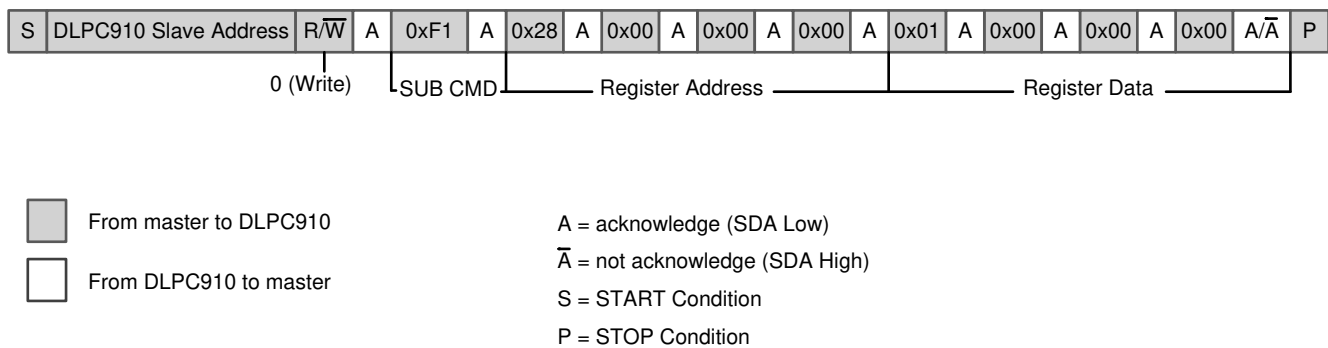 S DLPC910 Slave Address R/W̅ A 0xF1 A 0x28 A 0x00 A 0x00 A 0x00 A 0x01 A 0x00 A 0x00 A 0x00 A/A̅ P
0 (Write) SUB CMD Register Address Register Data
From master to DLPC910
From DLPC910 to master
A = acknowledge (SDA Low)
A̅ = not acknowledge (SDA High)
S = START Condition
P = STOP Condition